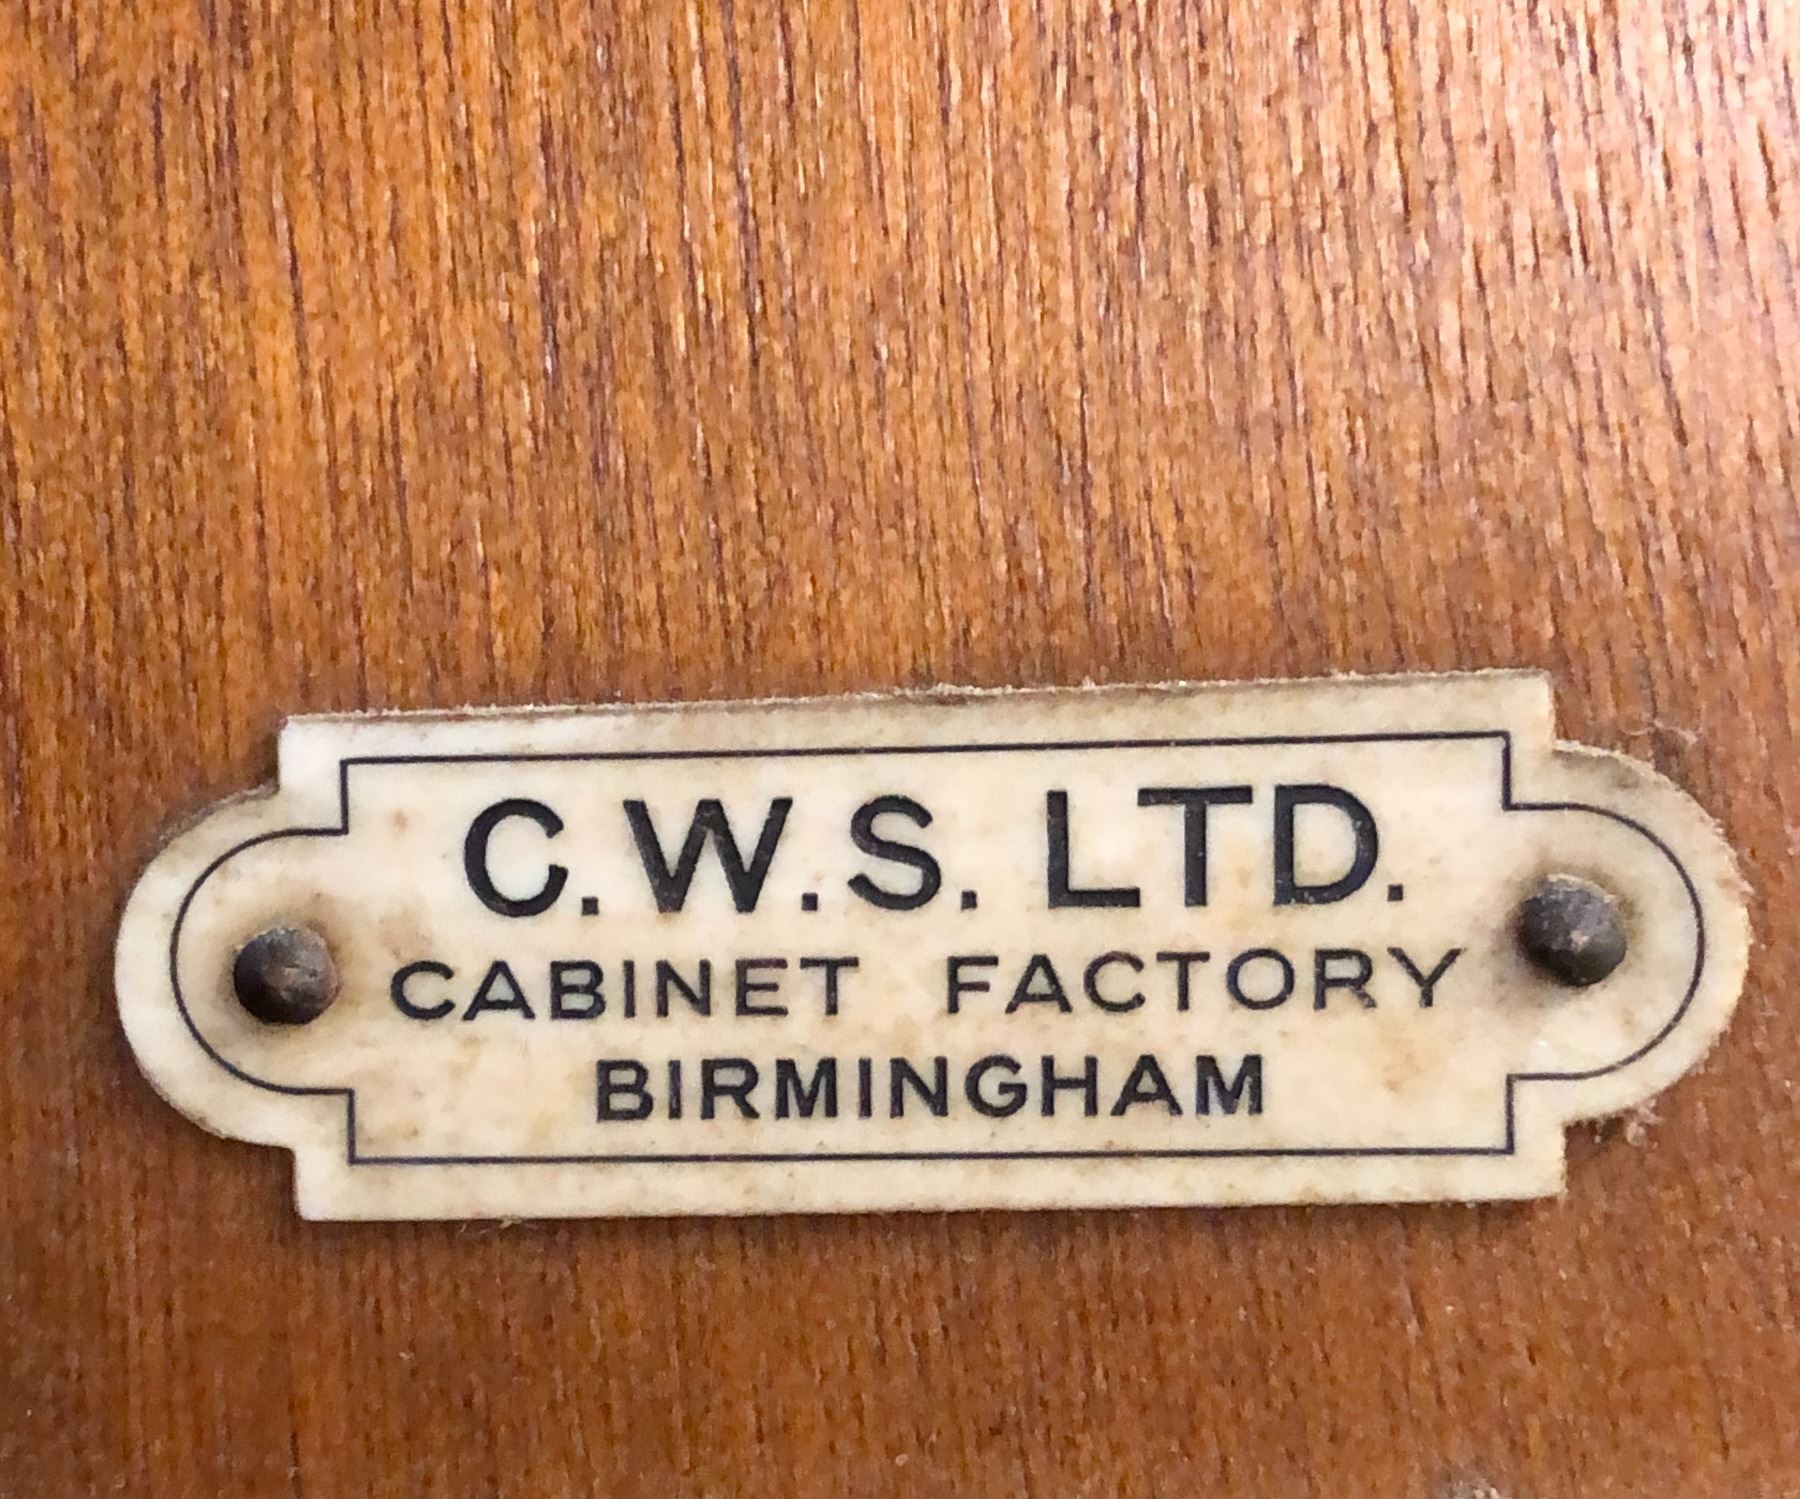 C.W.S. LTD.
CABINET FACTORY
BIRMINGHAM